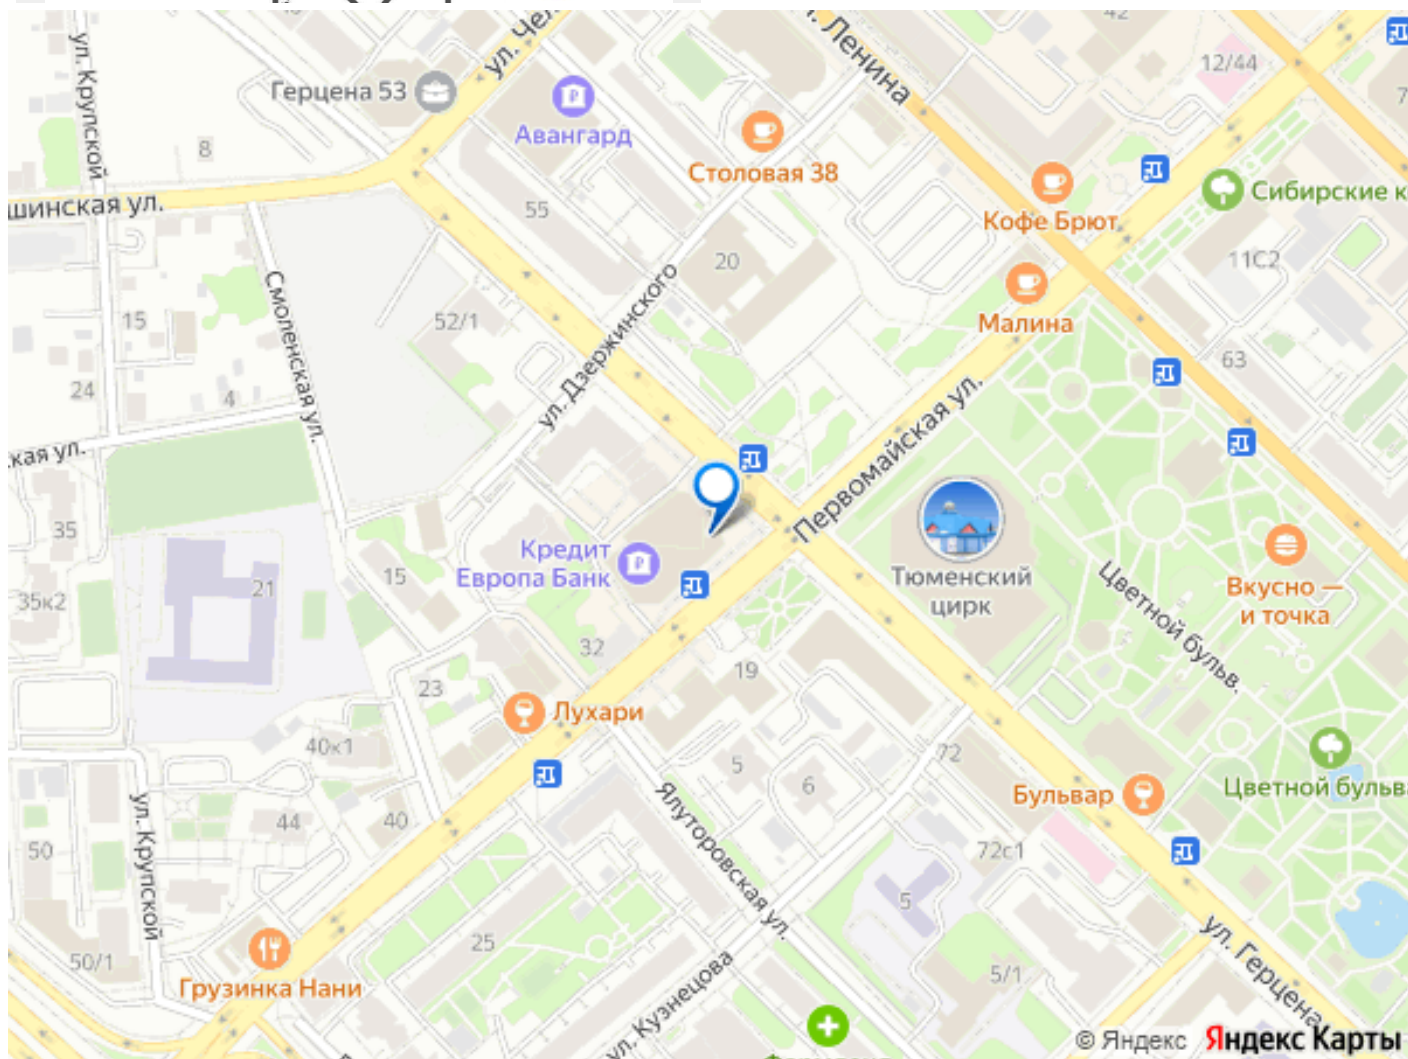 ул. Крупской
Герцена 53
Авангард
ул. Ленина
42
12/44
Столовая 38
8
шинская ул.
55
Кофе Брют
Сибирские к
20
11С2
Смоленская ул.
15
52/1
ул. Дзержинского
Малина
63
24
4
кая ул.
Первомайская ул.
35
Кредит
Европа Банк
15
21
35к2
Тюменский
цирк
Цветной бульв.
Вкусно —
и точка
32
19
23
Лухари
40к1
5
6
72
Бульвар
Цветной бульва
ул. Крупской
44
40
50
Ялуторовская ул.
72с1
5
25
50/1
Грузинка Нани
ул. Кузнецова
5/1
ул. Герцена
© Яндекс Яндекс Карты